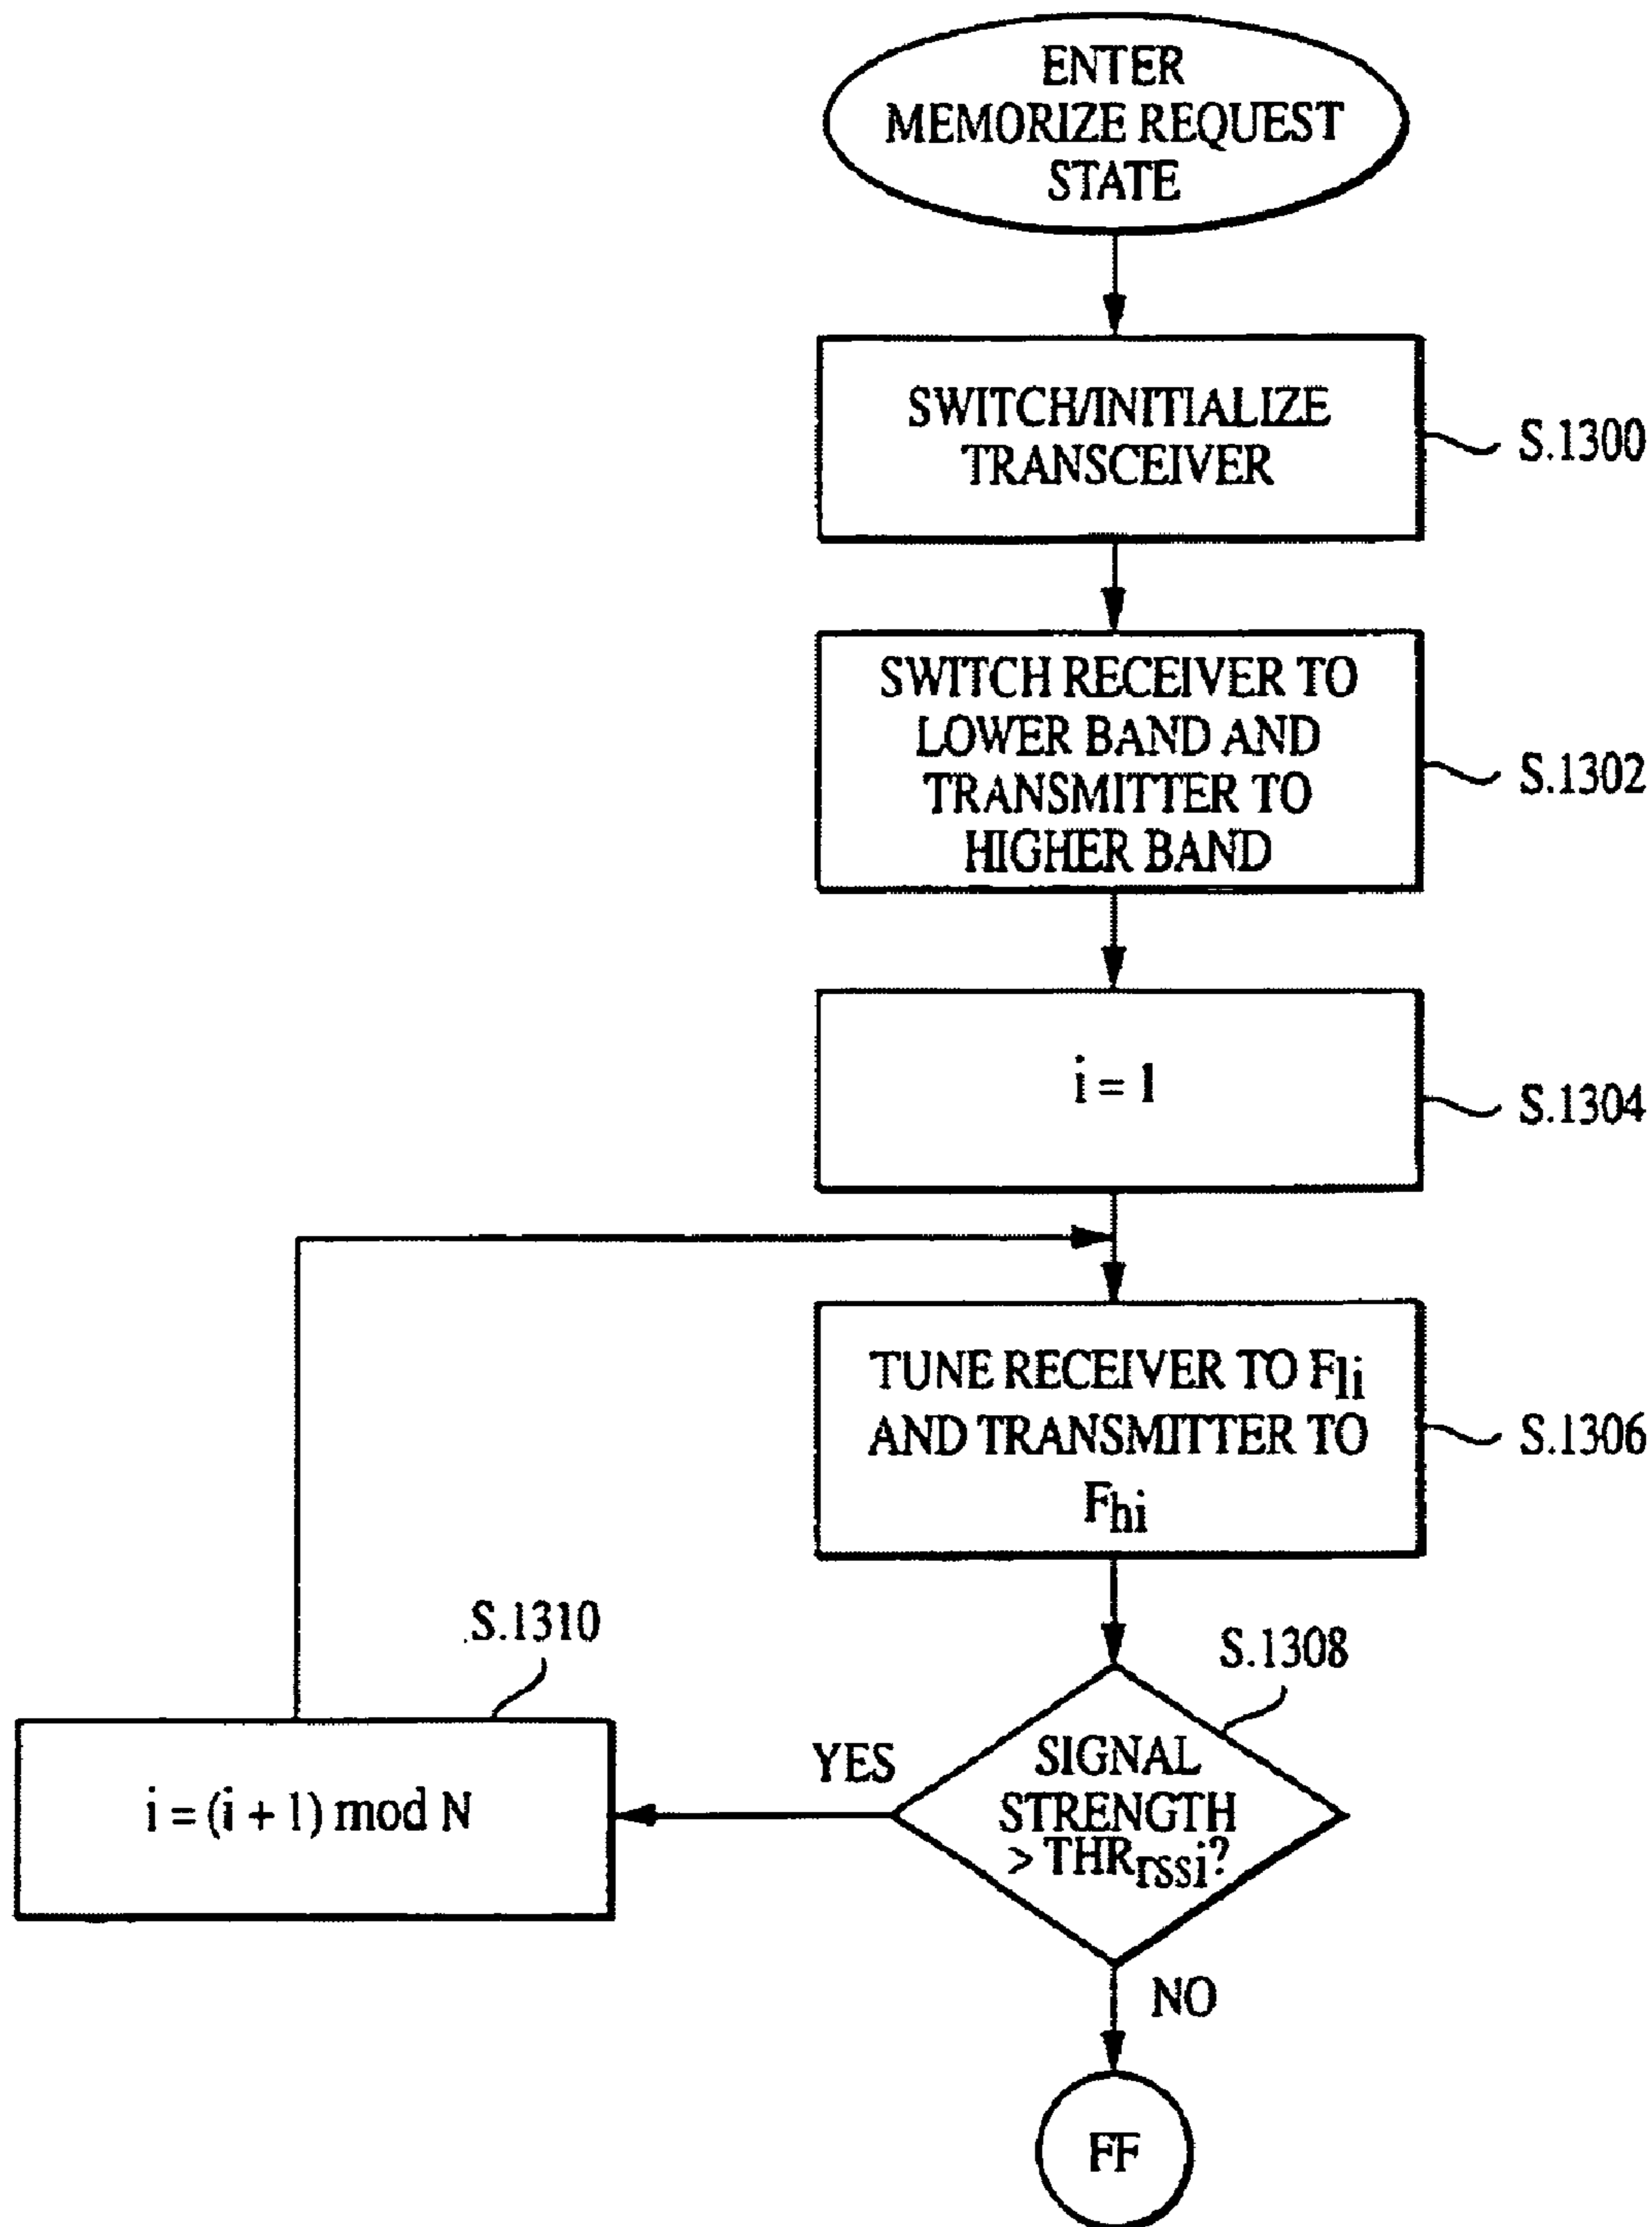 ENTER
MEMORIZE REQUEST
STATE
SWITCH/INITIALIZE
TRANSCEIVER
S.1300
SWITCH RECEIVER TO
LOWER BAND AND
TRANSMITTER TO
HIGHER BAND
S.1302
i = 1
S.1304
TUNE RECEIVER TO Fli
AND TRANSMITTER TO
Fhi
S.1306
S.1308
SIGNAL
STRENGTH
> THRrssi?
YES
S.1310
i = (i + 1) mod N
NO
FF